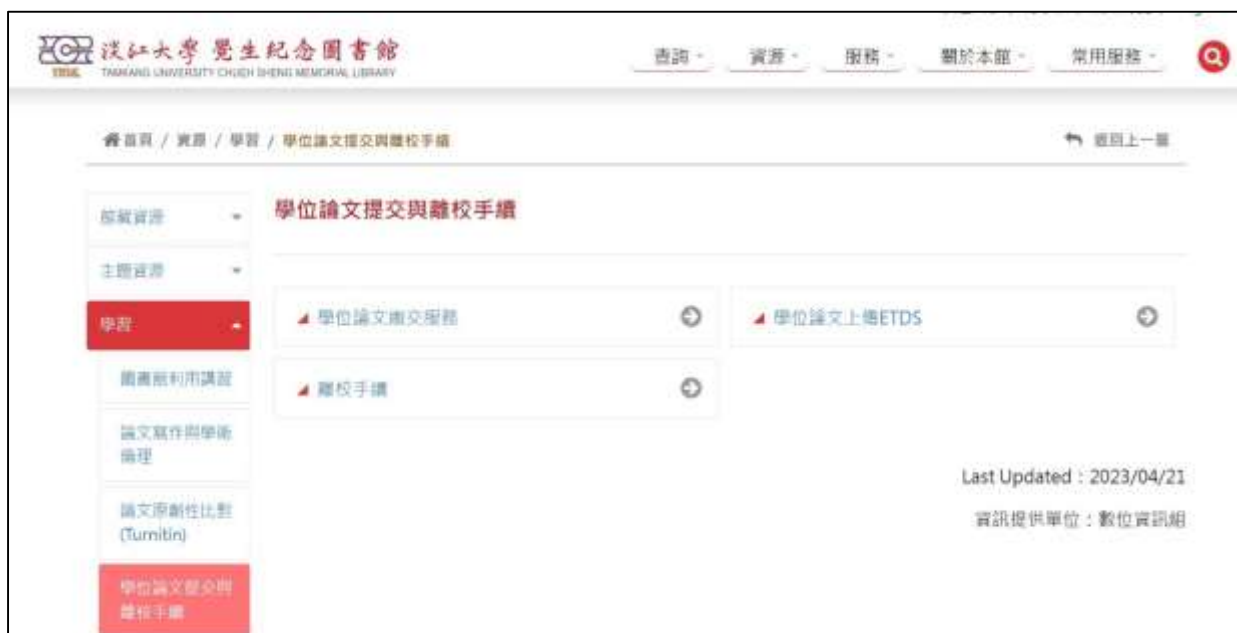 淡江大學 覺生紀念圖書館
TAMKANG UNIVERSITY CHUEH SHENG MEMORIAL LIBRARY
查詢 資源 服務 關於本館 常用服務
首頁 / 資源 / 學習 / 學位論文提交與離校手續
返回上一層
館藏資源
學位論文提交與離校手續
主題資源
學習
學位論文繳交服務
學位論文上傳ETDS
圖書館利用講習
離校手續
論文寫作與學術
倫理
Last Updated：2023/04/21
論文原創性比對
(Turnitin)
資訊提供單位：數位資訊組
學位論文提交與
離校手續